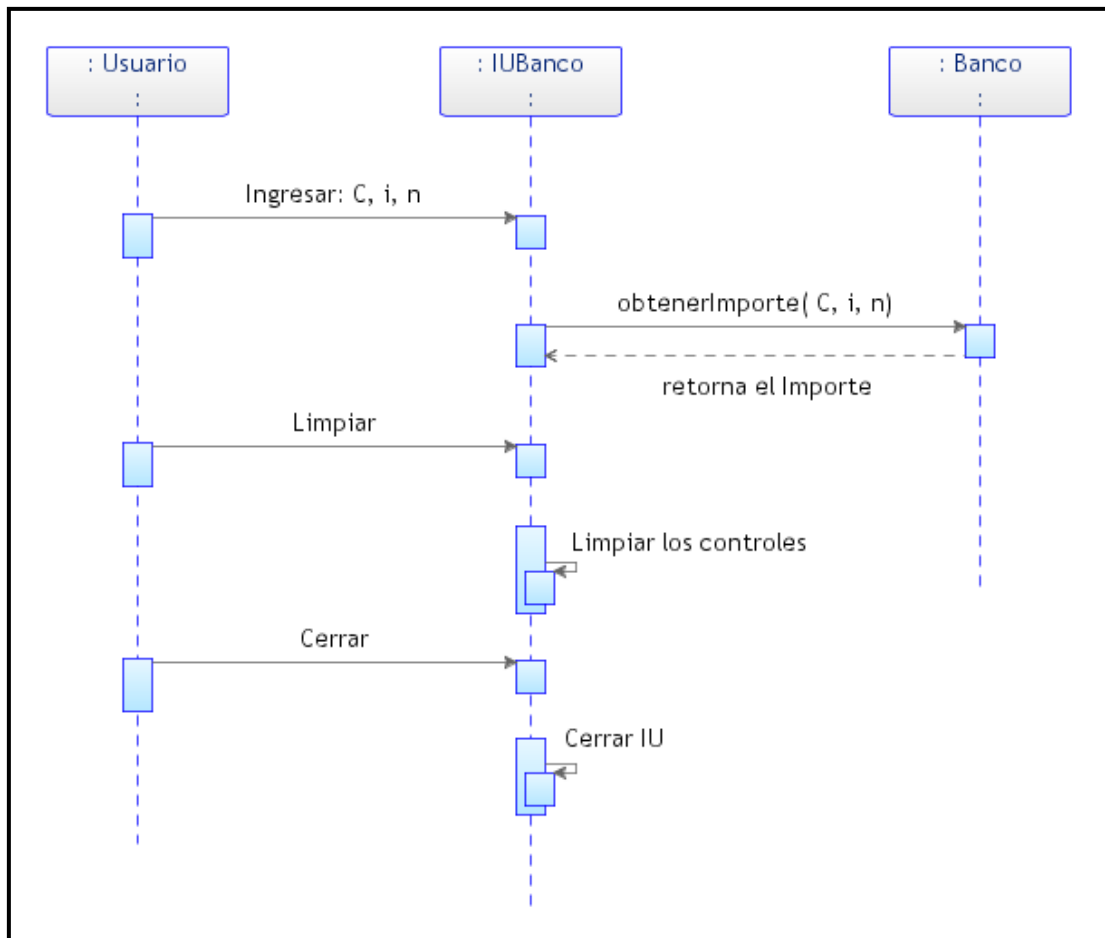 : Usuario
:
: IUBanco
:
: Banco
:
Ingresar: C, i, n
obtenerImporte( C, i, n)
retorna el Importe
Limpiar
Limpiar los controles
Cerrar
Cerrar IU